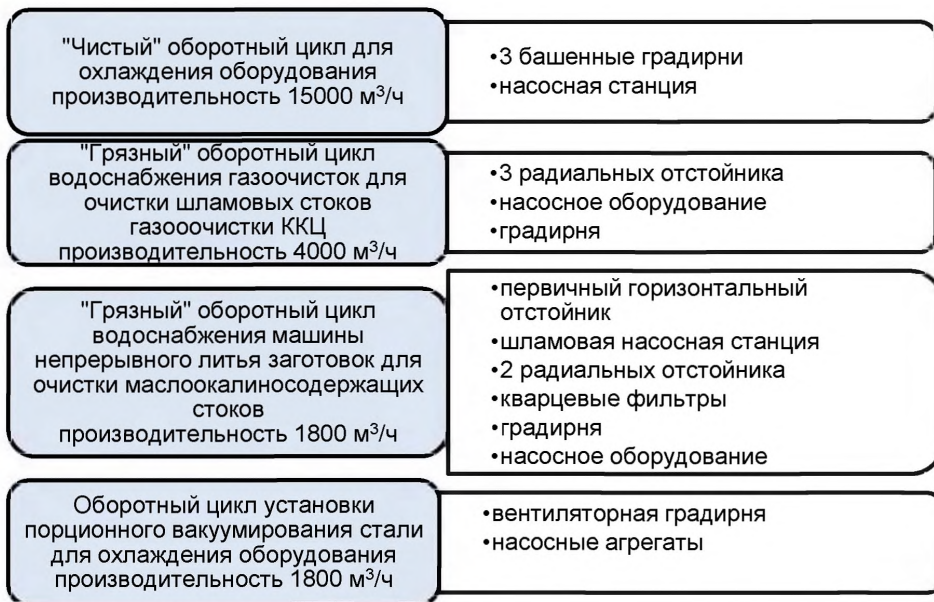 "Чистый" оборотный цикл для
охлаждения оборудования
производительность 15000 м³/ч
•3 башенные градирни
•насосная станция
"Грязный" оборотный цикл
водоснабжения газоочисток для
очистки шламовых стоков
газооочистки ККЦ
производительность 4000 м³/ч
•3 радиальных отстойника
•насосное оборудование
•градирня
"Грязный" оборотный цикл
водоснабжения машины
непрерывного литья заготовок для
очистки маслоокалиносодержащих
стоков
производительность 1800 м³/ч
•первичный горизонтальный
отстойник
•шламовая насосная станция
•2 радиальных отстойника
•кварцевые фильтры
•градирня
•насосное оборудование
Оборотный цикл установки
порционного вакуумирования стали
для охлаждения оборудования
производительность 1800 м³/ч
•вентиляторная градирня
•насосные агрегаты